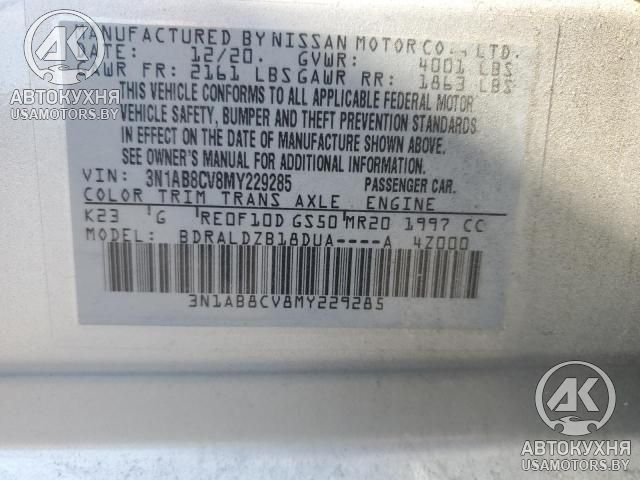 MANUFACTURED BY NISSAN MOTOR CO., LTD.
DATE: 12/20. GVWR: 4001 LBS
GAWR FR: 2161 LBS GAWR RR: 1863 LBS
THIS VEHICLE CONFORMS TO ALL APPLICABLE FEDERAL MOTOR
VEHICLE SAFETY, BUMPER AND THEFT PREVENTION STANDARDS
IN EFFECT ON THE DATE OF MANUFACTURE SHOWN ABOVE.
SEE OWNER'S MANUAL FOR ADDITIONAL INFORMATION.
VIN: 3N1AB8CV8MY229285 PASSENGER CAR.
COLOR TRIM TRANS AXLE ENGINE
K23 'G RE0F10D GS50 MR20 1997 CC
MODEL: BDRALDZB18DUA----A 4Z000
3N1AB8CV8MY229285
АК
АВТОКУХНЯ
USAMOTORS.BY
АК
АВТОКУХНЯ
USAMOTORS.BY